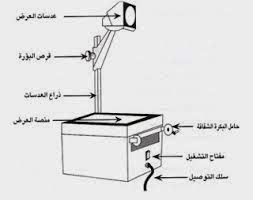 عدسات العرض
قرص البؤرة
ذراع العدسات
منصة العرض
حامل البكرة الشفافة
مفتاح التشغيل
سلك التوصيل